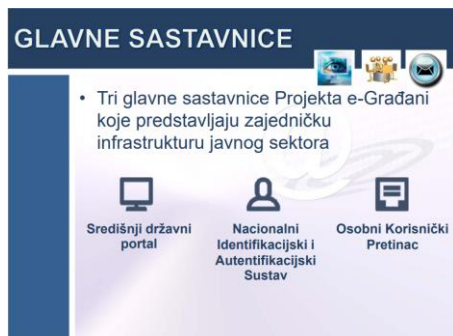 GLAVNE SASTAVNICE
• Tri glavne sastavnice Projekta e-Građani
koje predstavljaju zajedničku
infrastrukturu javnog sektora
Središnji državni
portal
Nacionalni
Identifikacijski i
Autentifikacijski
Sustav
Osobni Korisnički
Pretinac